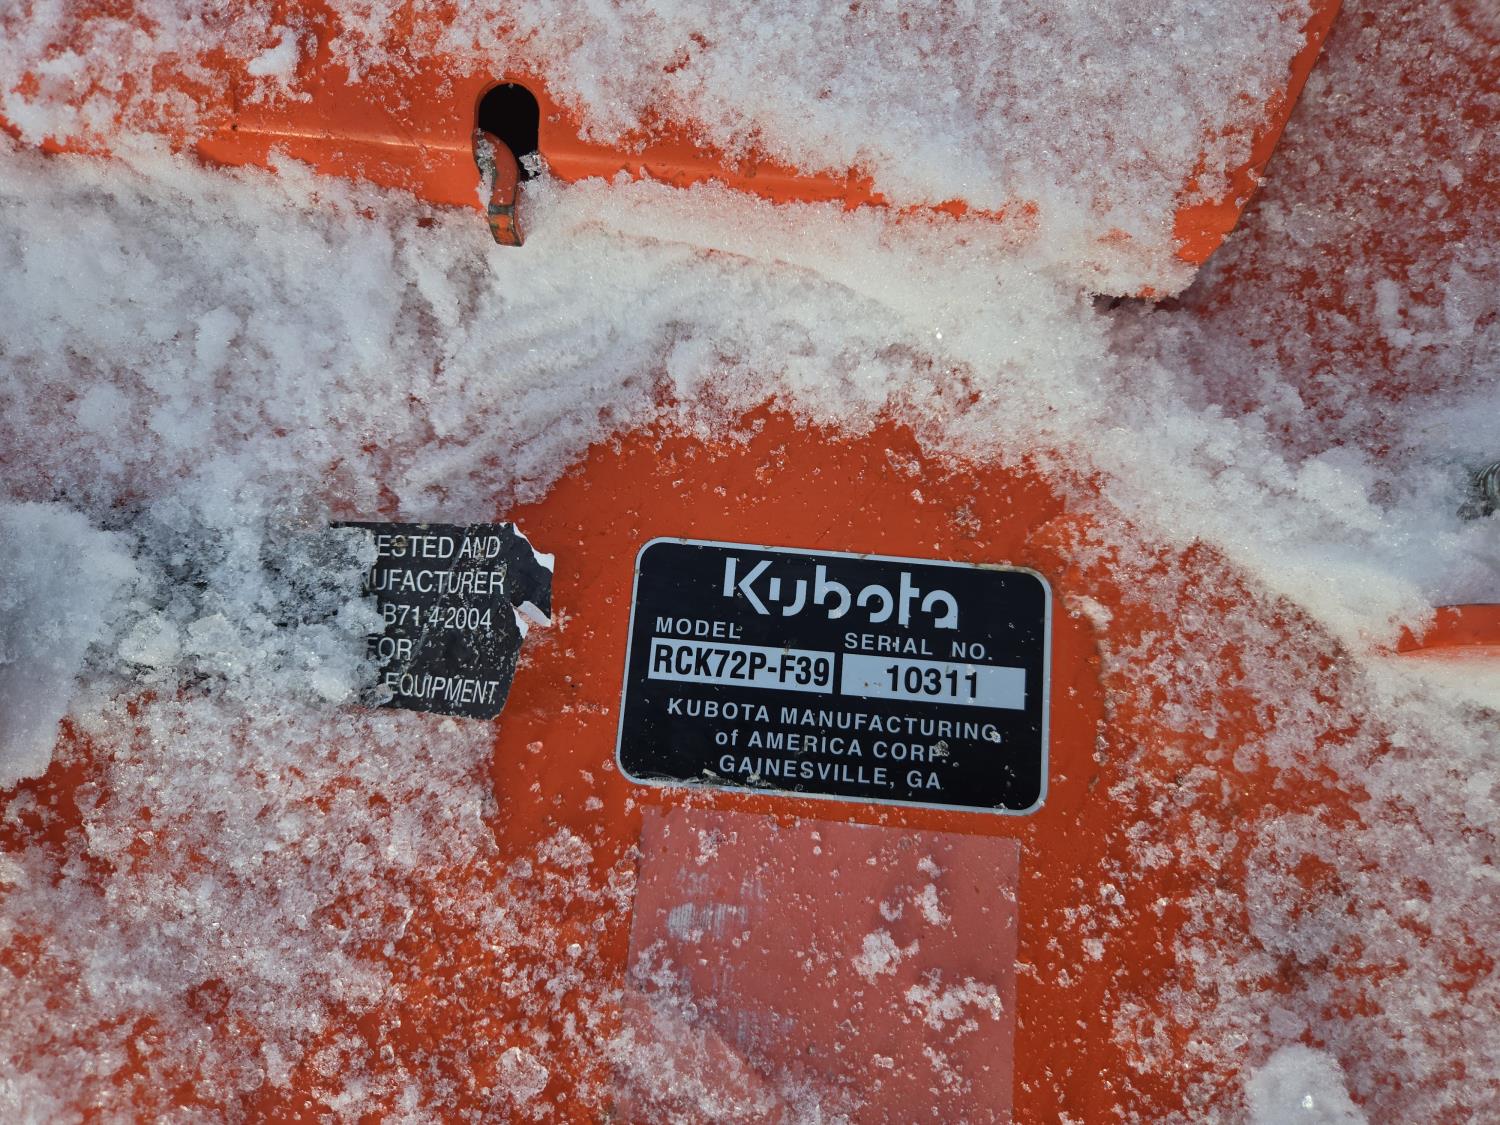 ESTED AND
UFACTURER
B71.4-2004
FOR
EQUIPMENT
Kubota
MODEL
SERIAL NO.
RCK72P-F39
10311
KUBOTA MANUFACTURING
of AMERICA CORP.
GAINESVILLE, GA